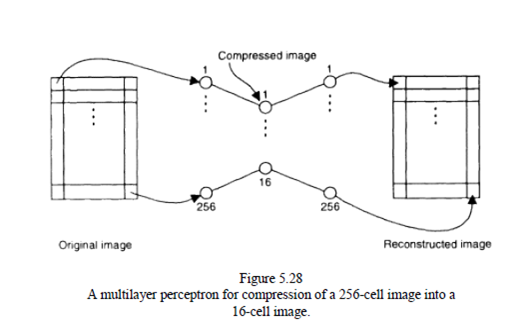 Compressed image
1
1
1
16
256
256
Original image
Reconstructed image
Figure 5.28
A multilayer perceptron for compression of a 256-cell image into a
16-cell image.